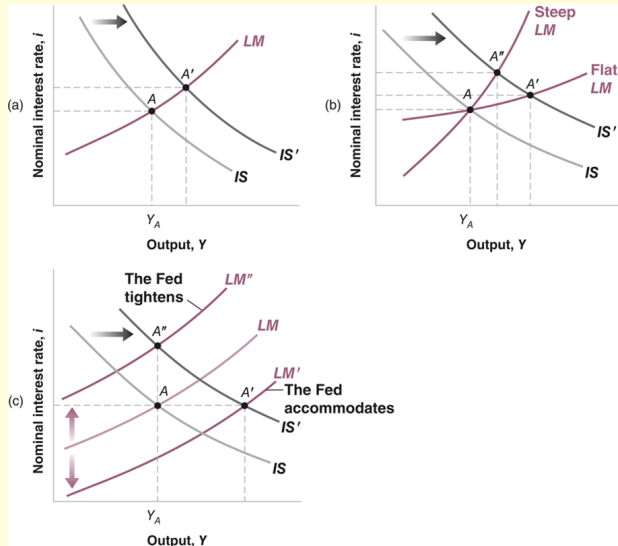 (a)
Nominal interest rate, i
LM
A'
A
IS'
IS
Y_A
Output, Y
(b)
Nominal interest rate, i
Steep
LM
A"
A'
Flat
LM
A
IS'
IS
Y_A
Output, Y
(c)
Nominal interest rate, i
The Fed
tightens
LM"
A"
LM
A
LM'
A'
The Fed
accommodates
IS'
IS
Y_A
Output, Y